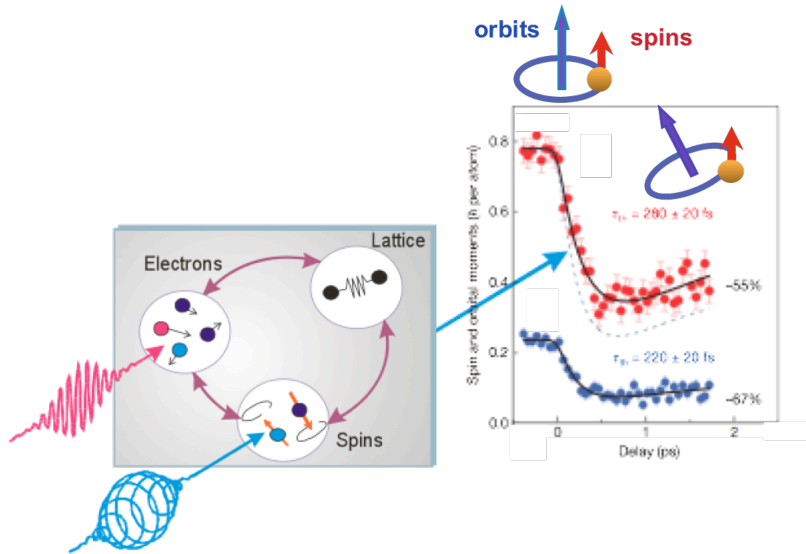 orbits
spins
Spin and orbital moments (ħ per atom)
0.8
0.6
0.4
0.2
0.0
= 280 ± 20 fs
–55%
= 220 ± 20 fs
–67%
0
1
2
Delay (ps)
Lattice
Electrons
Spins